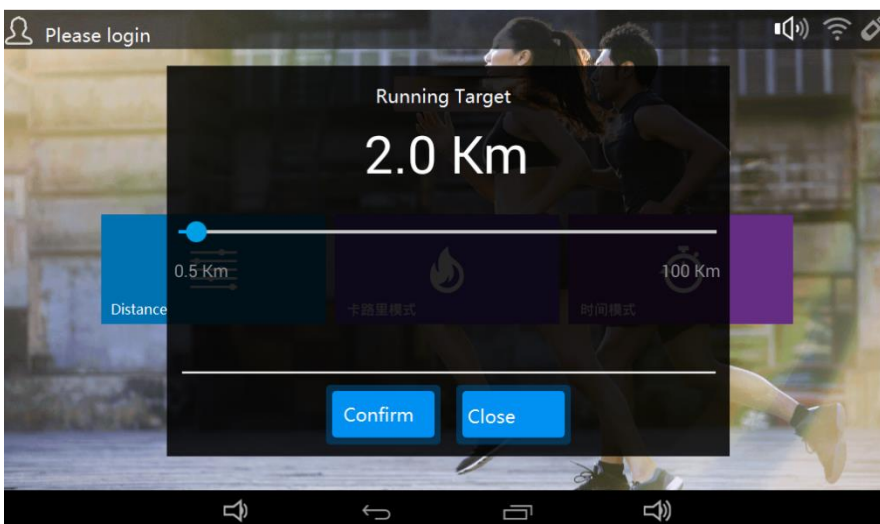 Please login
Running Target
2.0 Km
0.5 Km
100 Km
Distance
卡路里模式
时间模式
Confirm
Close